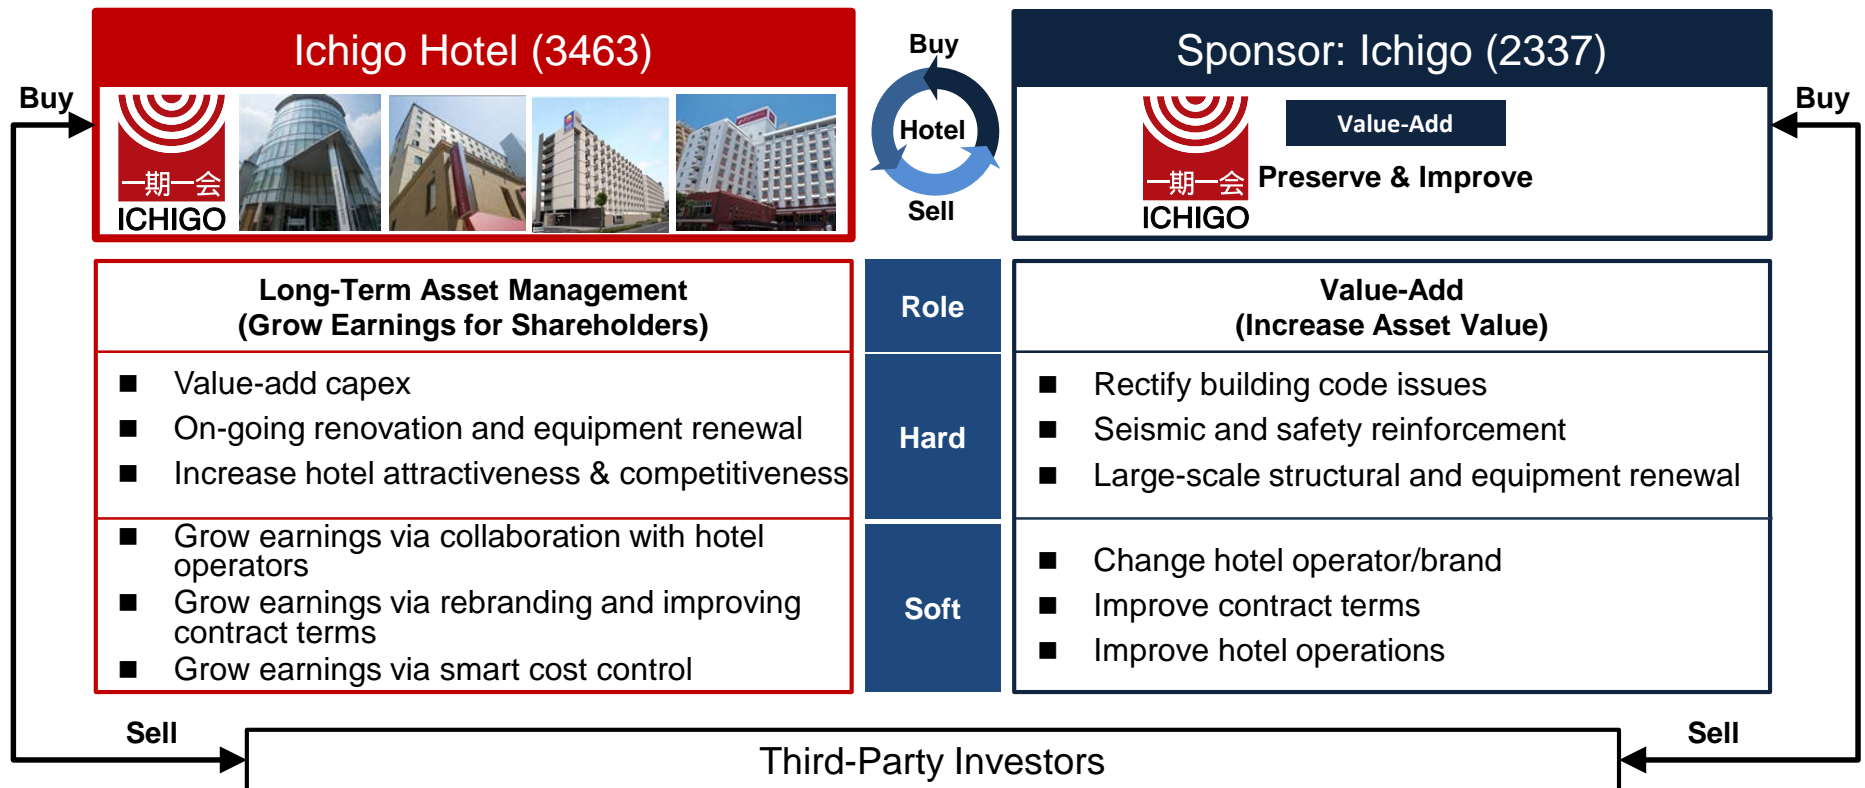 Ichigo Hotel (3463)
Buy
Hotel
Sell
Sponsor: Ichigo (2337)
Buy
一期一会
ICHIGO
一期一会
ICHIGO
Value-Add
Preserve & Improve
Buy
Long-Term Asset Management
(Grow Earnings for Shareholders)
Role
Value-Add
(Increase Asset Value)
■ Value-add capex
■ On-going renovation and equipment renewal
■ Increase hotel attractiveness & competitiveness
Hard
■ Rectify building code issues
■ Seismic and safety reinforcement
■ Large-scale structural and equipment renewal
■ Grow earnings via collaboration with hotel
operators
■ Grow earnings via rebranding and improving
contract terms
■ Grow earnings via smart cost control
Soft
■ Change hotel operator/brand
■ Improve contract terms
■ Improve hotel operations
Sell
Third-Party Investors
Sell